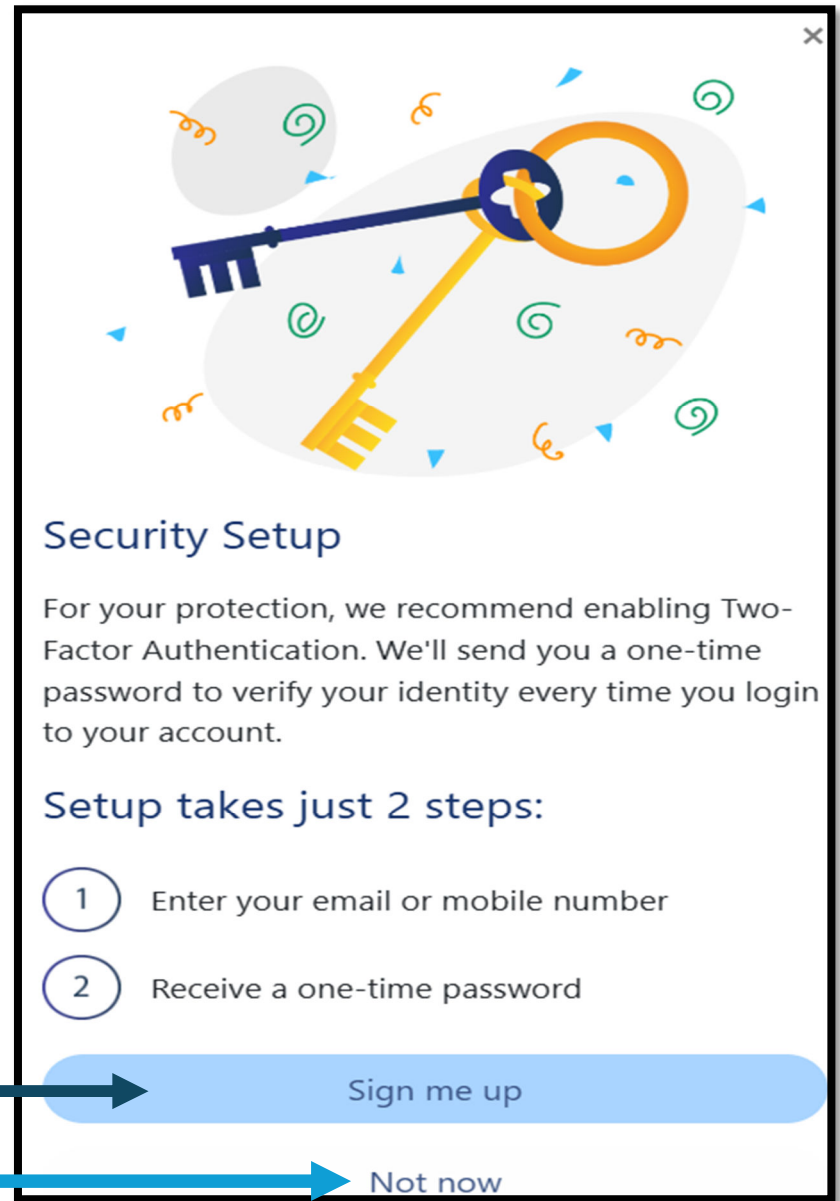 Security Setup
For your protection, we recommend enabling Two-
Factor Authentication. We'll send you a one-time
password to verify your identity every time you login
to your account.
Setup takes just 2 steps:
1 Enter your email or mobile number
2 Receive a one-time password
Sign me up
Not now